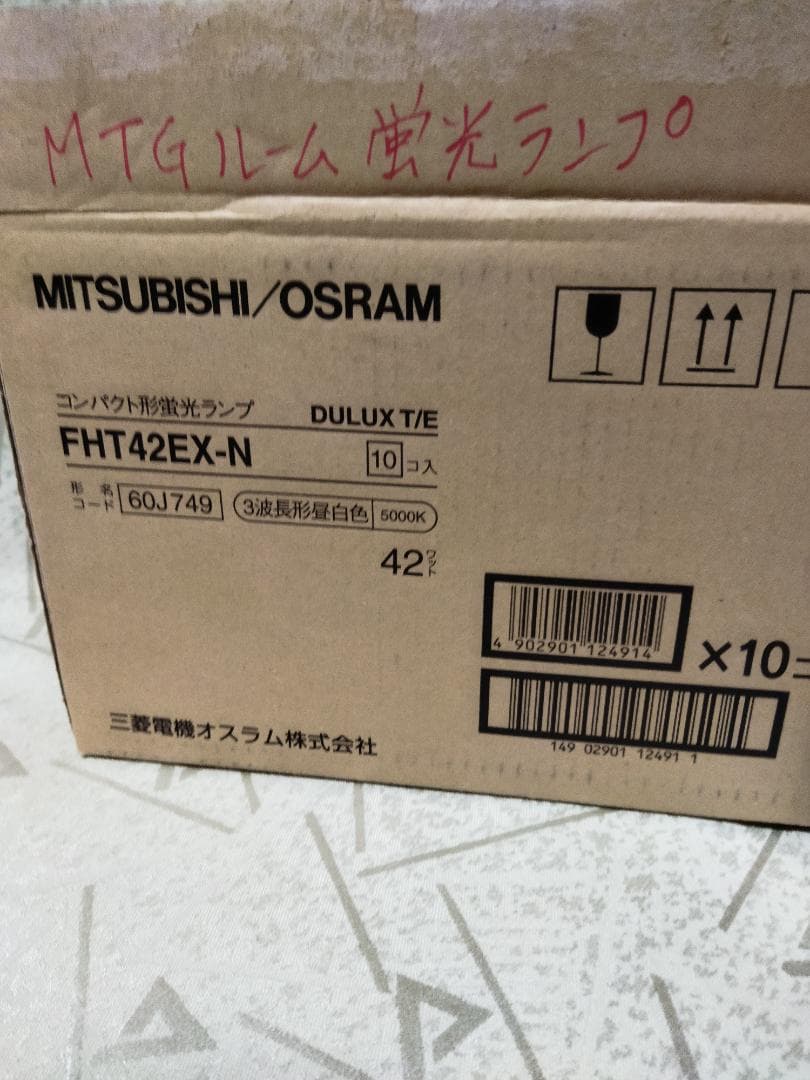 MTGルーム 蛍光ランプ
MITSUBISHI/OSRAM
コンパクト形蛍光ランプ DULUX T/E
FHT42EX-N 10コ入
形名コード 60J749 3波長形昼白色 5000K
42ワット
4 902901 124914
×10コ
149 02901 12491 1
三菱電機オスラム株式会社